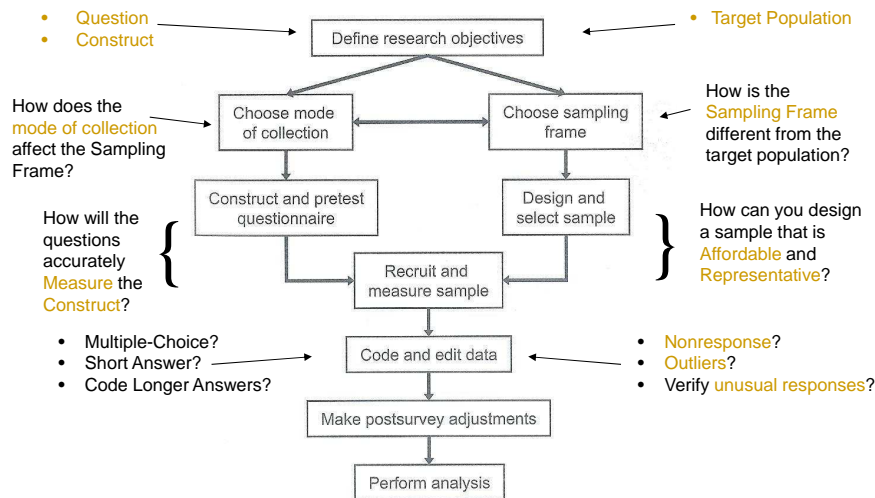 • Question
• Construct
Define research objectives
• Target Population
How does the
mode of collection
affect the Sampling
Frame?
Choose mode
of collection
Choose sampling
frame
How is the
Sampling Frame
different from the
target population?
Construct and pretest
questionnaire
Design and
select sample
How will the
questions
accurately
Measure the
Construct?
{
}
How can you design
a sample that is
Affordable and
Representative?
Recruit and
measure sample
• Multiple-Choice?
• Short Answer?
• Code Longer Answers?
Code and edit data
• Nonresponse?
• Outliers?
• Verify unusual responses?
Make postsurvey adjustments
Perform analysis